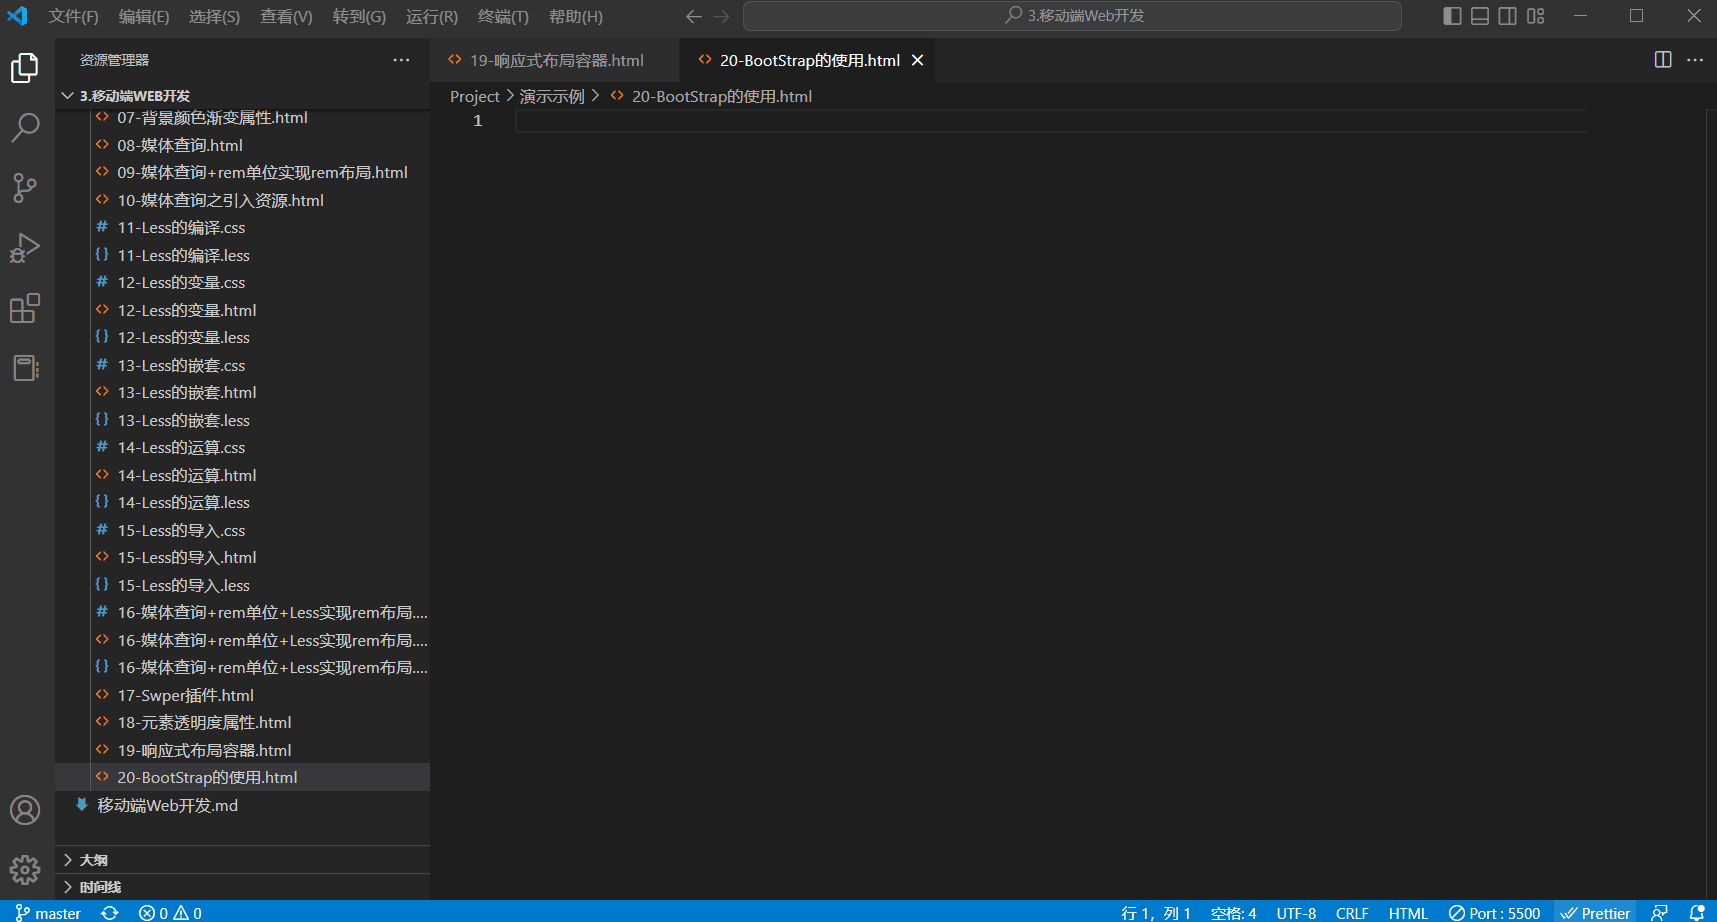 文件(F) 编辑(E) 选择(S) 查看(V) 转到(G) 运行(R) 终端(T) 帮助(H) 3.移动端Web开发
资源管理器
19-响应式布局容器.html 20-BootStrap的使用.html
3.移动端WEB开发
Project 演示示例 20-BootStrap的使用.html
1
07-背景颜色渐变属性.html
08-媒体查询.html
09-媒体查询+rem单位实现rem布局.html
10-媒体查询之引入资源.html
11-Less的编译.css
11-Less的编译.less
12-Less的变量.css
12-Less的变量.html
12-Less的变量.less
13-Less的嵌套.css
13-Less的嵌套.html
13-Less的嵌套.less
14-Less的运算.css
14-Less的运算.html
14-Less的运算.less
15-Less的导入.css
15-Less的导入.html
15-Less的导入.less
16-媒体查询+rem单位+Less实现rem布局....
16-媒体查询+rem单位+Less实现rem布局....
16-媒体查询+rem单位+Less实现rem布局....
17-Swper插件.html
18-元素透明度属性.html
19-响应式布局容器.html
20-BootStrap的使用.html
移动端Web开发.md
大纲
时间线
master 0 0 行 1，列 1 空格: 4 UTF-8 CRLF HTML Port : 5500 Prettier